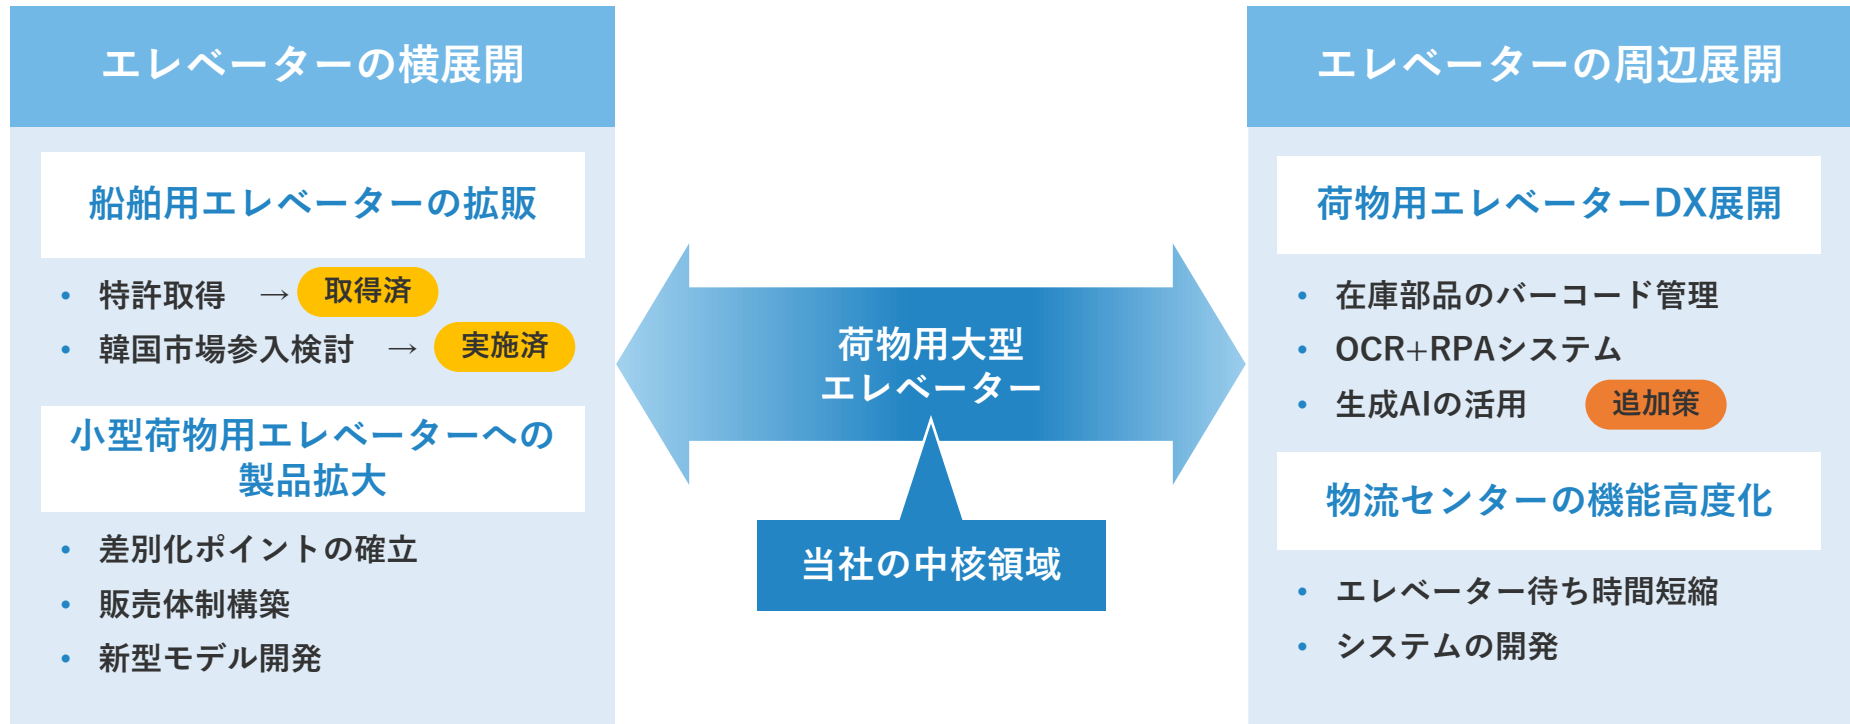 エレベーターの横展開
船舶用エレベーターの拡販
• 特許取得 → 取得済
• 韓国市場参入検討 → 実施済
小型荷物用エレベーターへの
製品拡大
• 差別化ポイントの確立
• 販売体制構築
• 新型モデル開発
荷物用大型
エレベーター
当社の中核領域
エレベーターの周辺展開
荷物用エレベーターDX展開
• 在庫部品のバーコード管理
• OCR+RPAシステム
• 生成AIの活用 追加策
物流センターの機能高度化
• エレベーター待ち時間短縮
• システムの開発